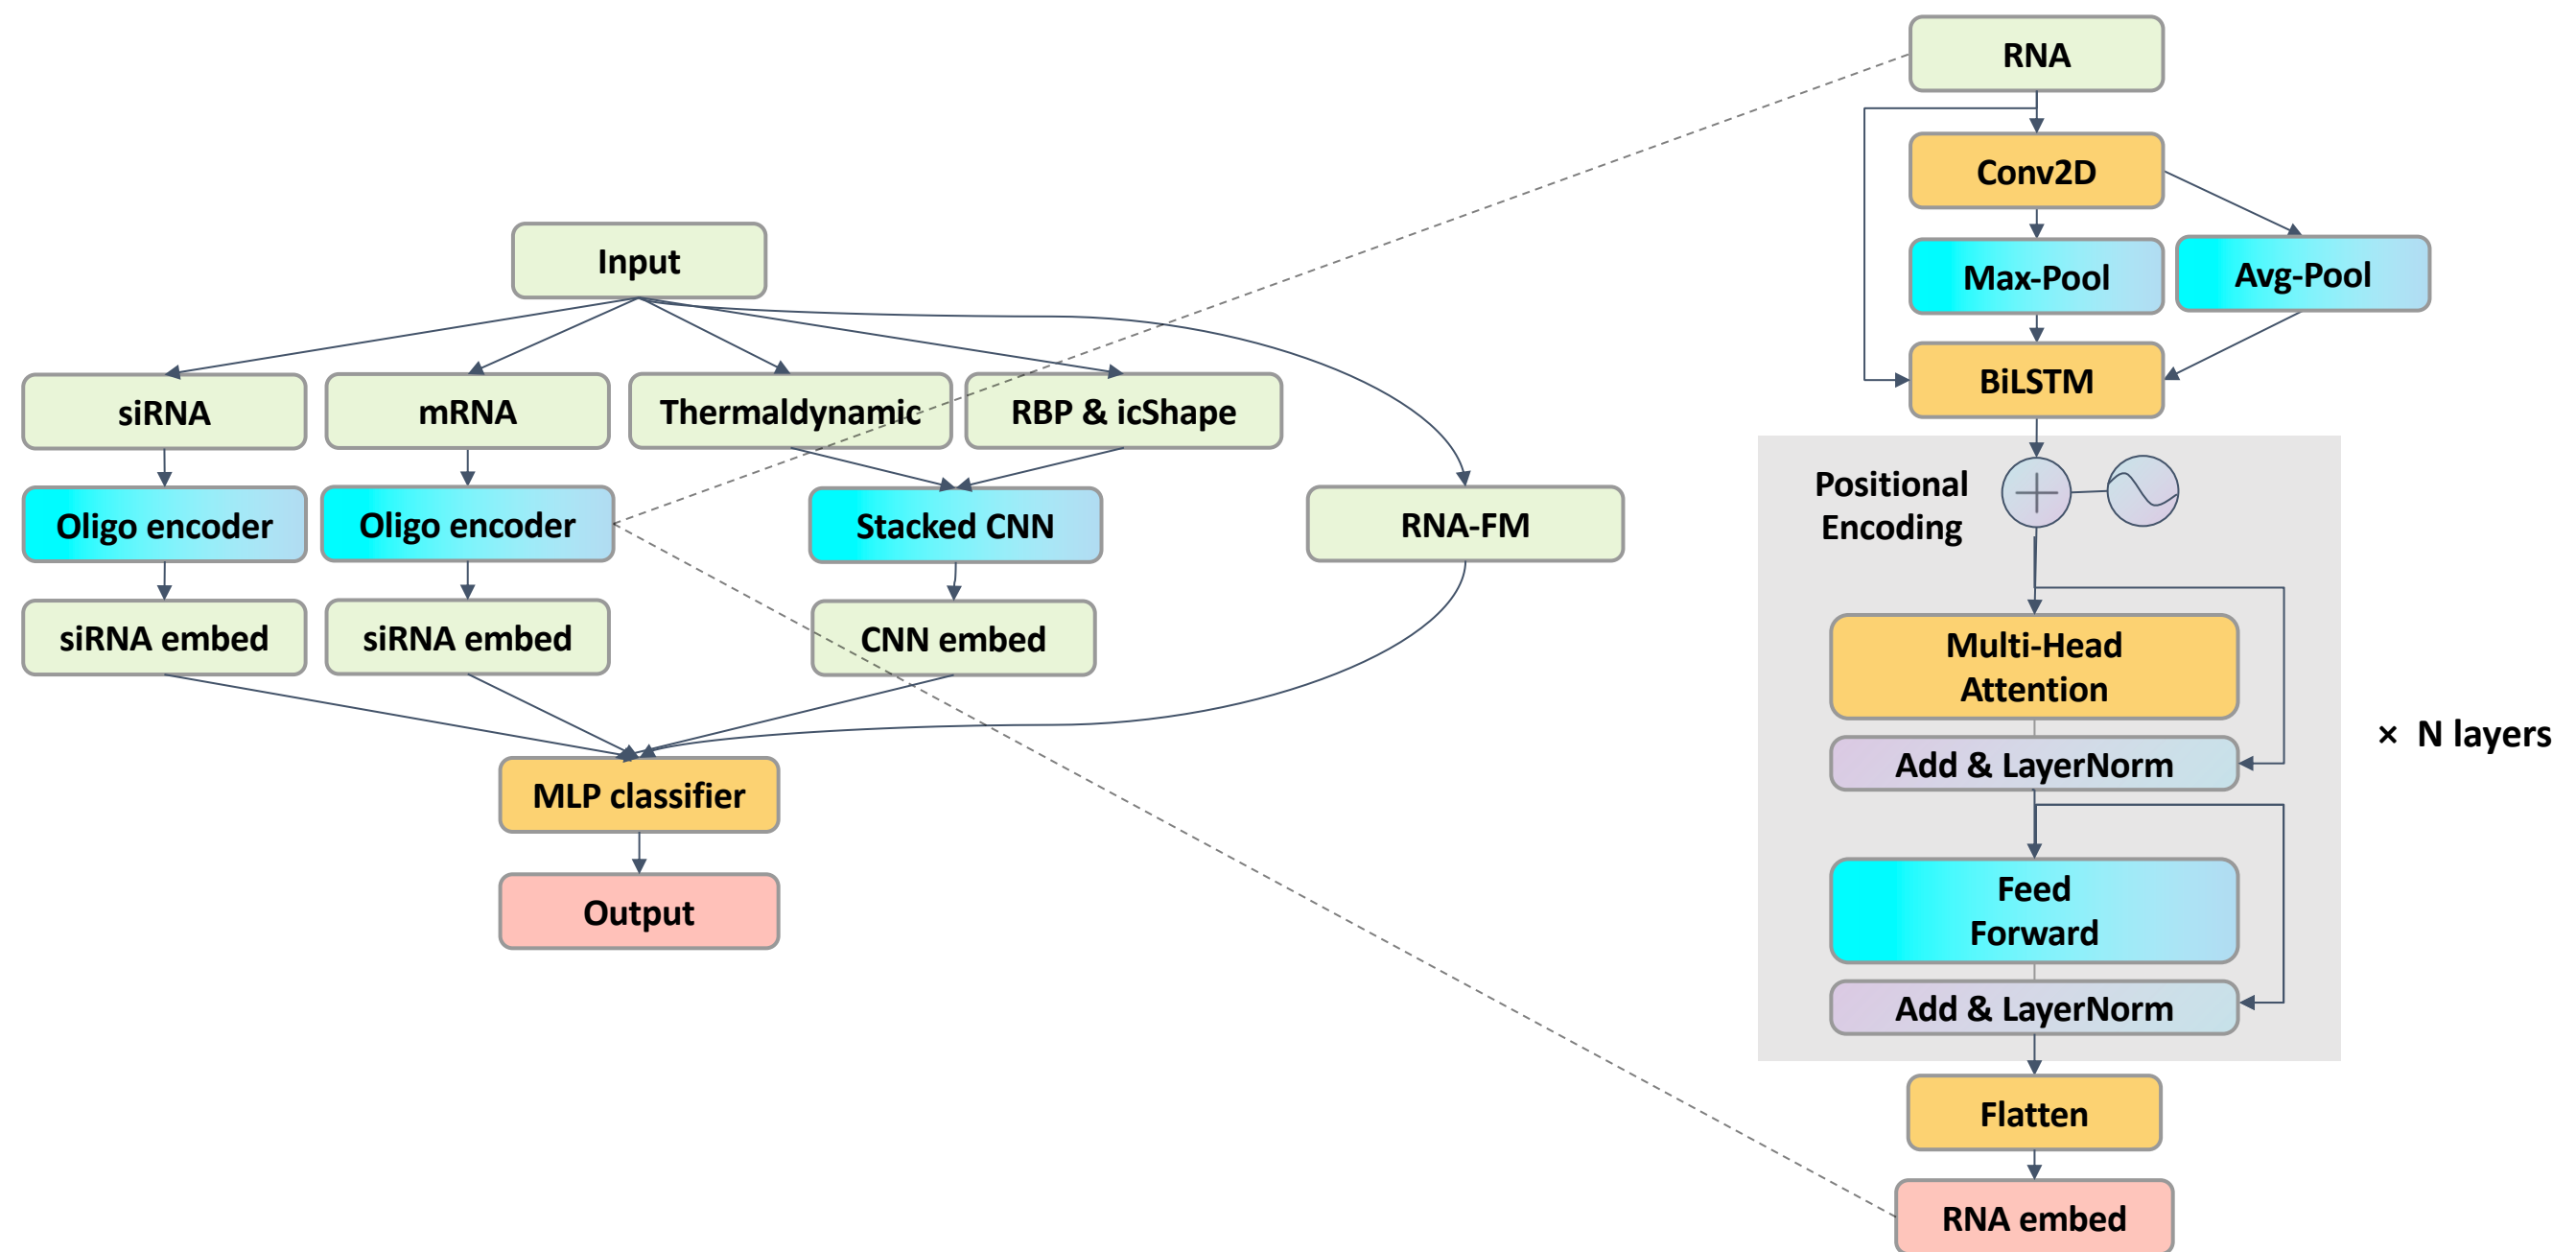 Input
siRNA
mRNA
Thermaldynamic
RBP & icShape
Oligo encoder
Oligo encoder
Stacked CNN
RNA-FM
siRNA embed
siRNA embed
CNN embed
MLP classifier
Output
RNA
Conv2D
Max-Pool
Avg-Pool
BiLSTM
Positional
Encoding
Multi-Head
Attention
Add & LayerNorm
× N layers
Feed
Forward
Add & LayerNorm
Flatten
RNA embed